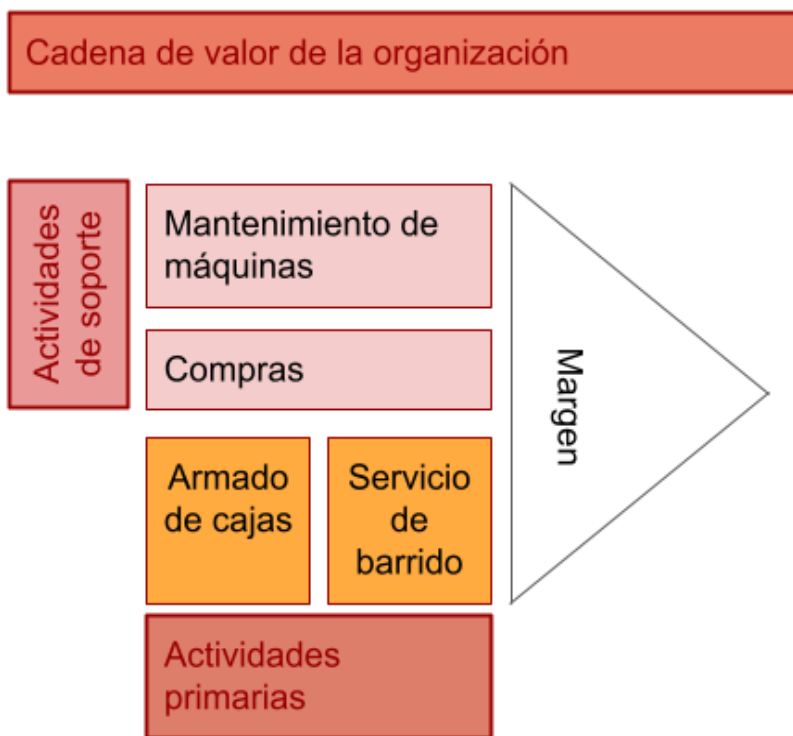 Cadena de valor de la organización
Actividades
de soporte
Mantenimiento de
máquinas
Compras
Armado
de cajas
Servicio
de
barrido
Margen
Actividades
primarias